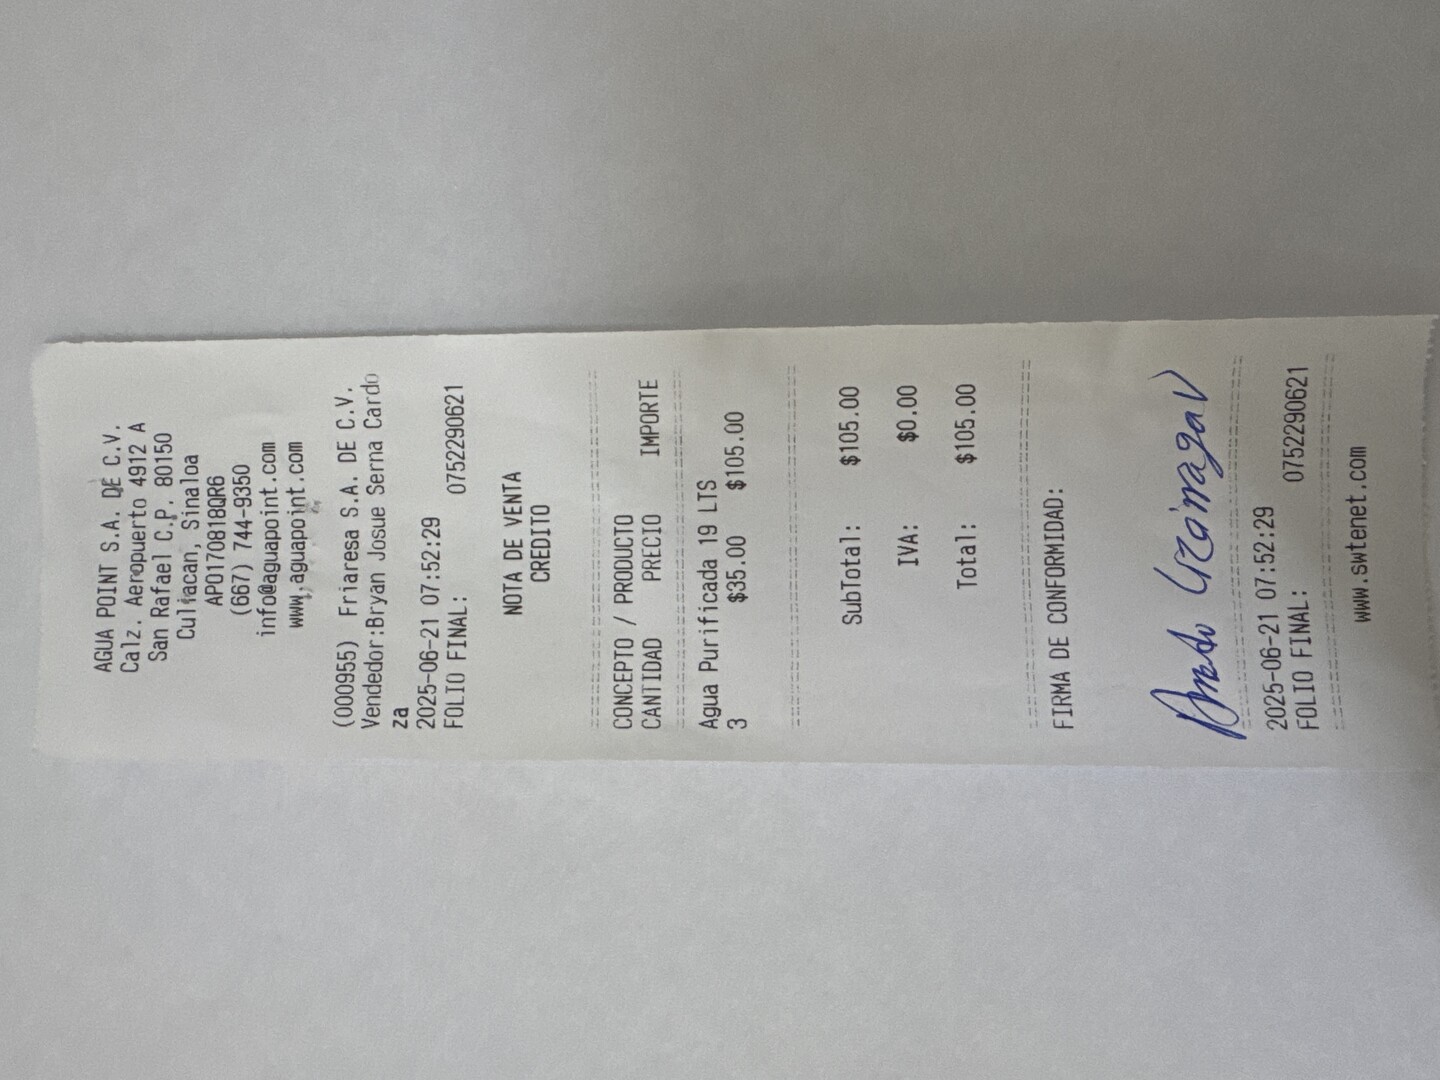 AGUA POINT S.A. DE C.V.
Calz. Aeropuerto 4912 A
San Rafael C.P. 80150
Culiacan, Sinaloa
APO170818QR6
(667) 744-9350
info@aguapoint.com
www.aguapoint.com
(000955) Friaresa S.A. DE C.V.
Vendedor:Bryan Josue Serna Cardo
za
2025-06-21 07:52:29
FOLIO FINAL: 0752290621
NOTA DE VENTA
CREDITO
CONCEPTO / PRODUCTO
CANTIDAD PRECIO IMPORTE
Agua Purificada 19 LTS
3 $35.00 $105.00
SubTotal: $105.00
IVA: $0.00
Total: $105.00
FIRMA DE CONFORMIDAD:
Lizárraga
2025-06-21 07:52:29
FOLIO FINAL: 0752290621
www.swtenet.com